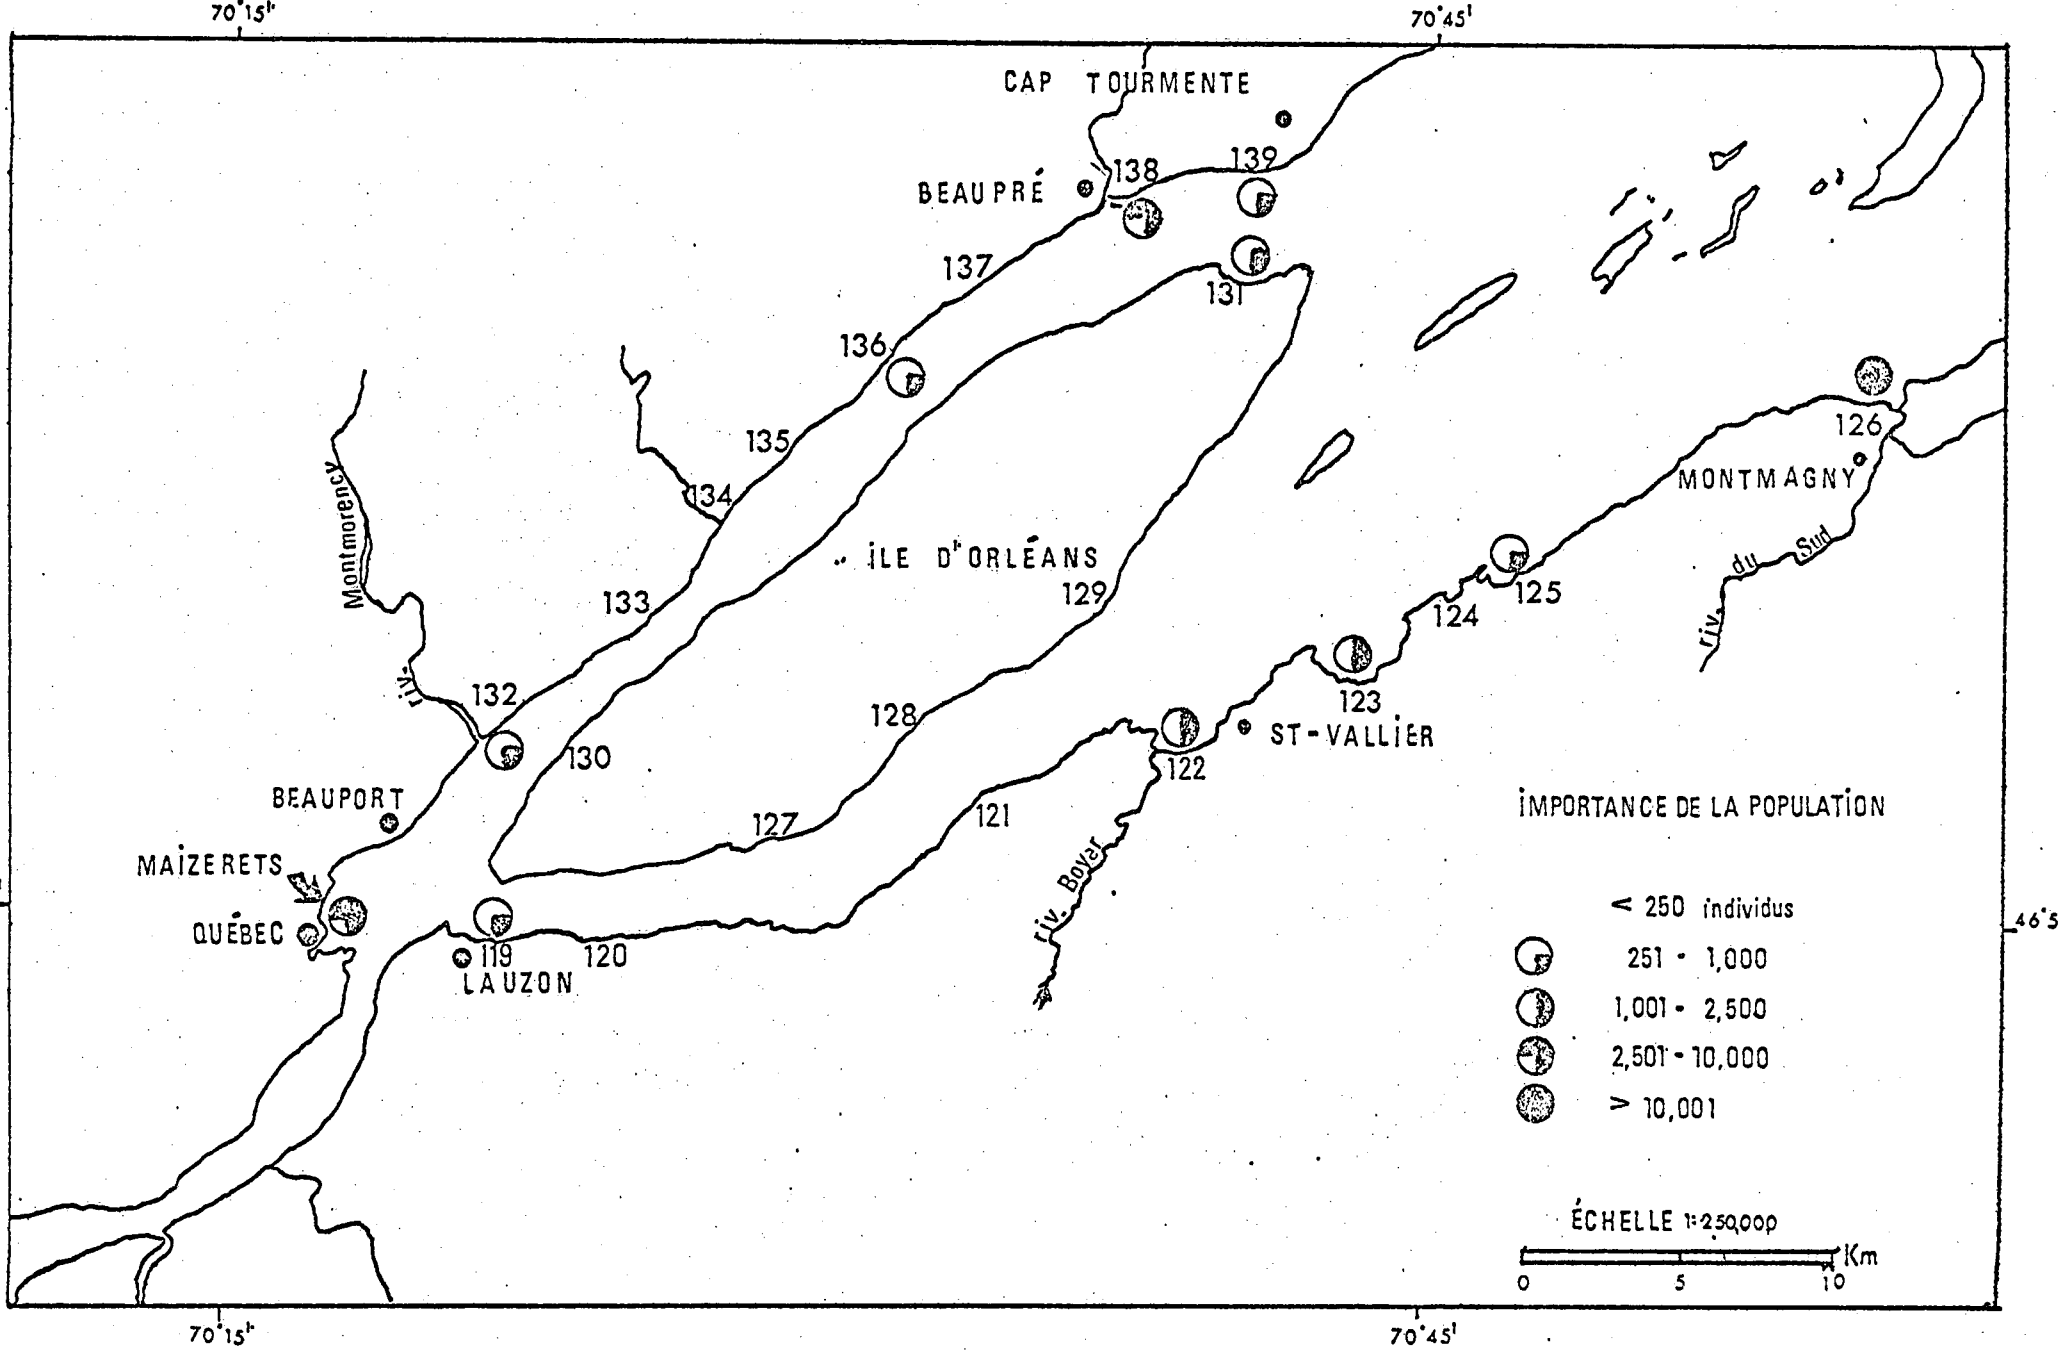 70°15'
70°45'
CAP TOURMENTE
138
139
BEAUPRÉ
137
131
136
135
126
134
MONTMAGNY
Montmorency
riv.
ÎLE D'ORLÉANS
riv. du Sud
133
129
125
124
132
123
128
ST-VALLIER
130
122
BEAUPORT
121
127
IMPORTANCE DE LA POPULATION
MAIZERETS
riv. Boyer
QUÉBEC
< 250 individus
46°5
119
120
LAUZON
251 - 1,000
1,001 - 2,500
2,501 - 10,000
> 10,001
ÉCHELLE 1:250,000
Km
0 5 10
70°15'
70°45'